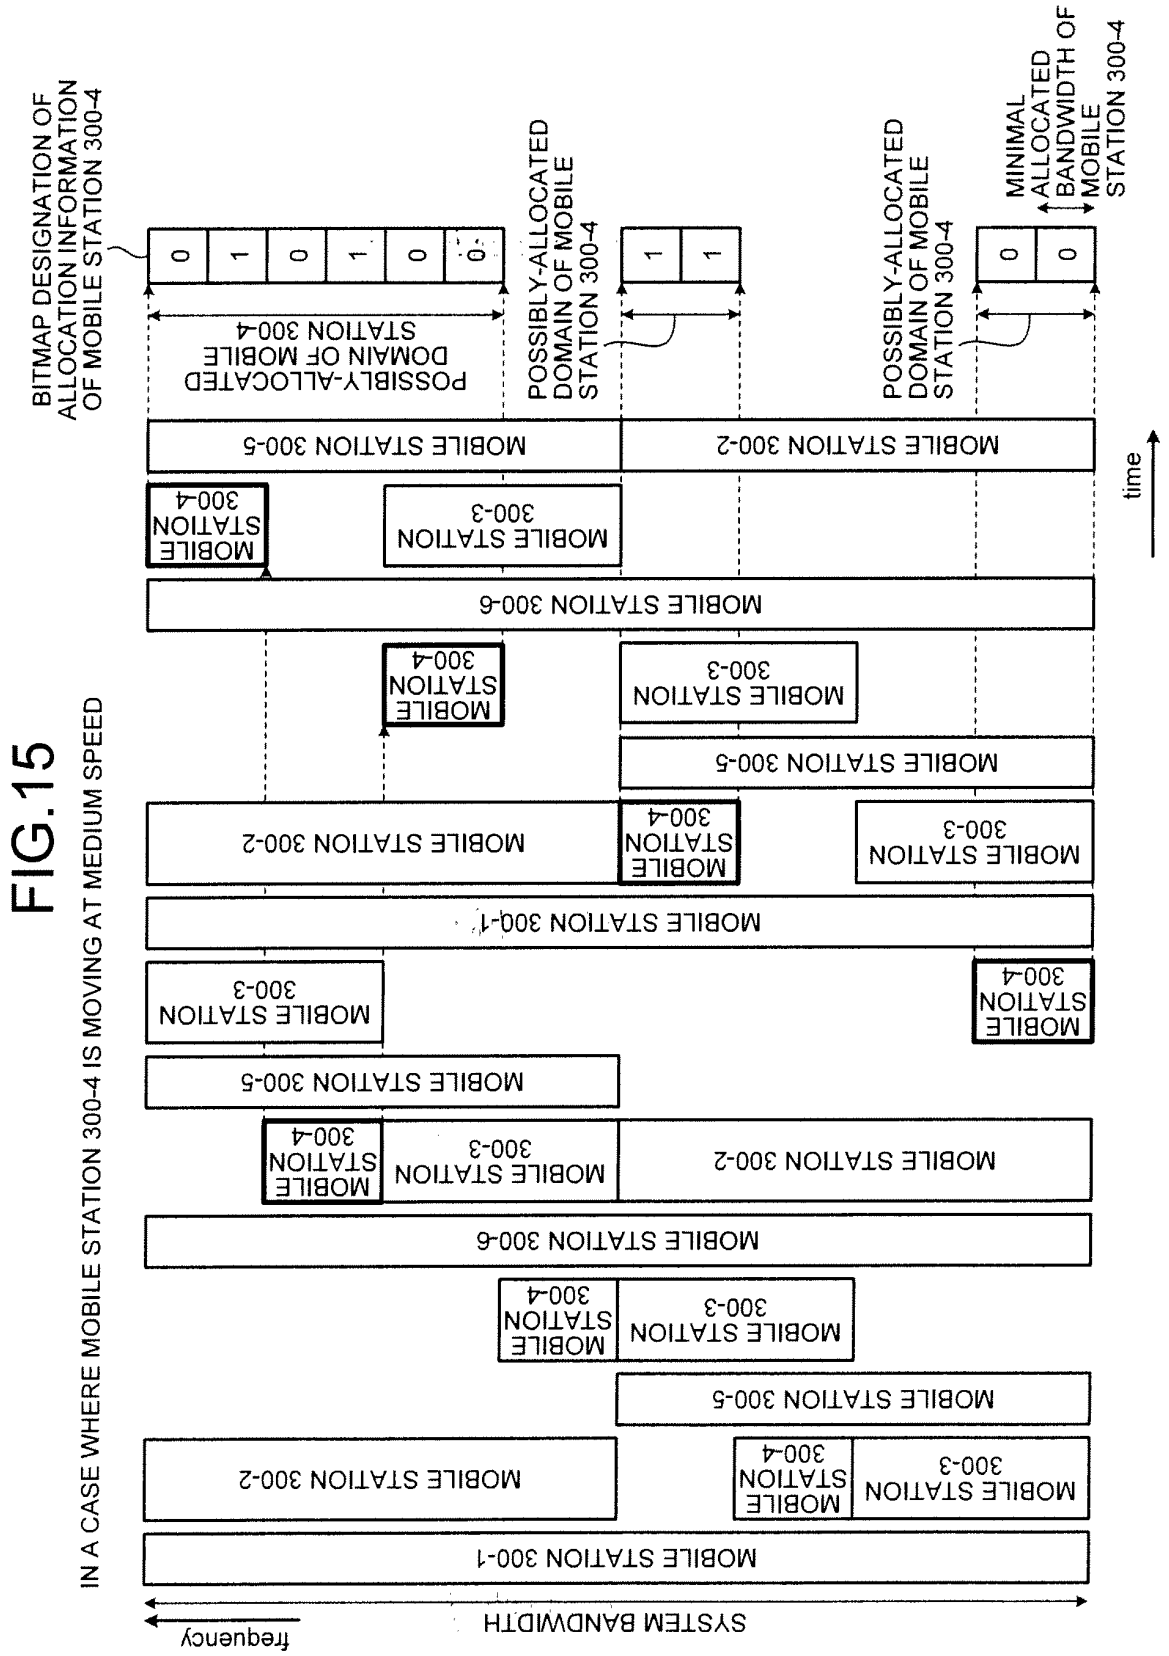 FIG.15
IN A CASE WHERE MOBILE STATION 300-4 IS MOVING AT MEDIUM SPEED
frequency
SYSTEM BANDWIDTH
MOBILE STATION 300-1
MOBILE STATION 300-2
MOBILE
STATION
300-4
MOBILE STATION
300-3
MOBILE STATION 300-5
MOBILE
STATION
300-4
MOBILE STATION
300-3
MOBILE STATION 300-6
MOBILE
STATION
300-4
MOBILE STATION
300-3
MOBILE STATION 300-2
MOBILE STATION 300-5
MOBILE STATION
300-3
MOBILE
STATION
300-4
MOBILE STATION 300-1
MOBILE STATION 300-2
MOBILE
STATION
300-4
MOBILE STATION
300-3
MOBILE STATION 300-5
MOBILE
STATION
300-4
MOBILE STATION
300-3
MOBILE STATION 300-6
MOBILE
STATION
300-4
MOBILE STATION
300-3
MOBILE STATION 300-5
MOBILE STATION 300-2
time
BITMAP DESIGNATION OF
ALLOCATION INFORMATION
OF MOBILE STATION 300-4
POSSIBLY-ALLOCATED
DOMAIN OF MOBILE
STATION 300-4
0
1
0
1
0
0
POSSIBLY-ALLOCATED
DOMAIN OF MOBILE
STATION 300-4
1
1
POSSIBLY-ALLOCATED
DOMAIN OF MOBILE
STATION 300-4
0
0
MINIMAL
ALLOCATED
BANDWIDTH OF
MOBILE
STATION 300-4